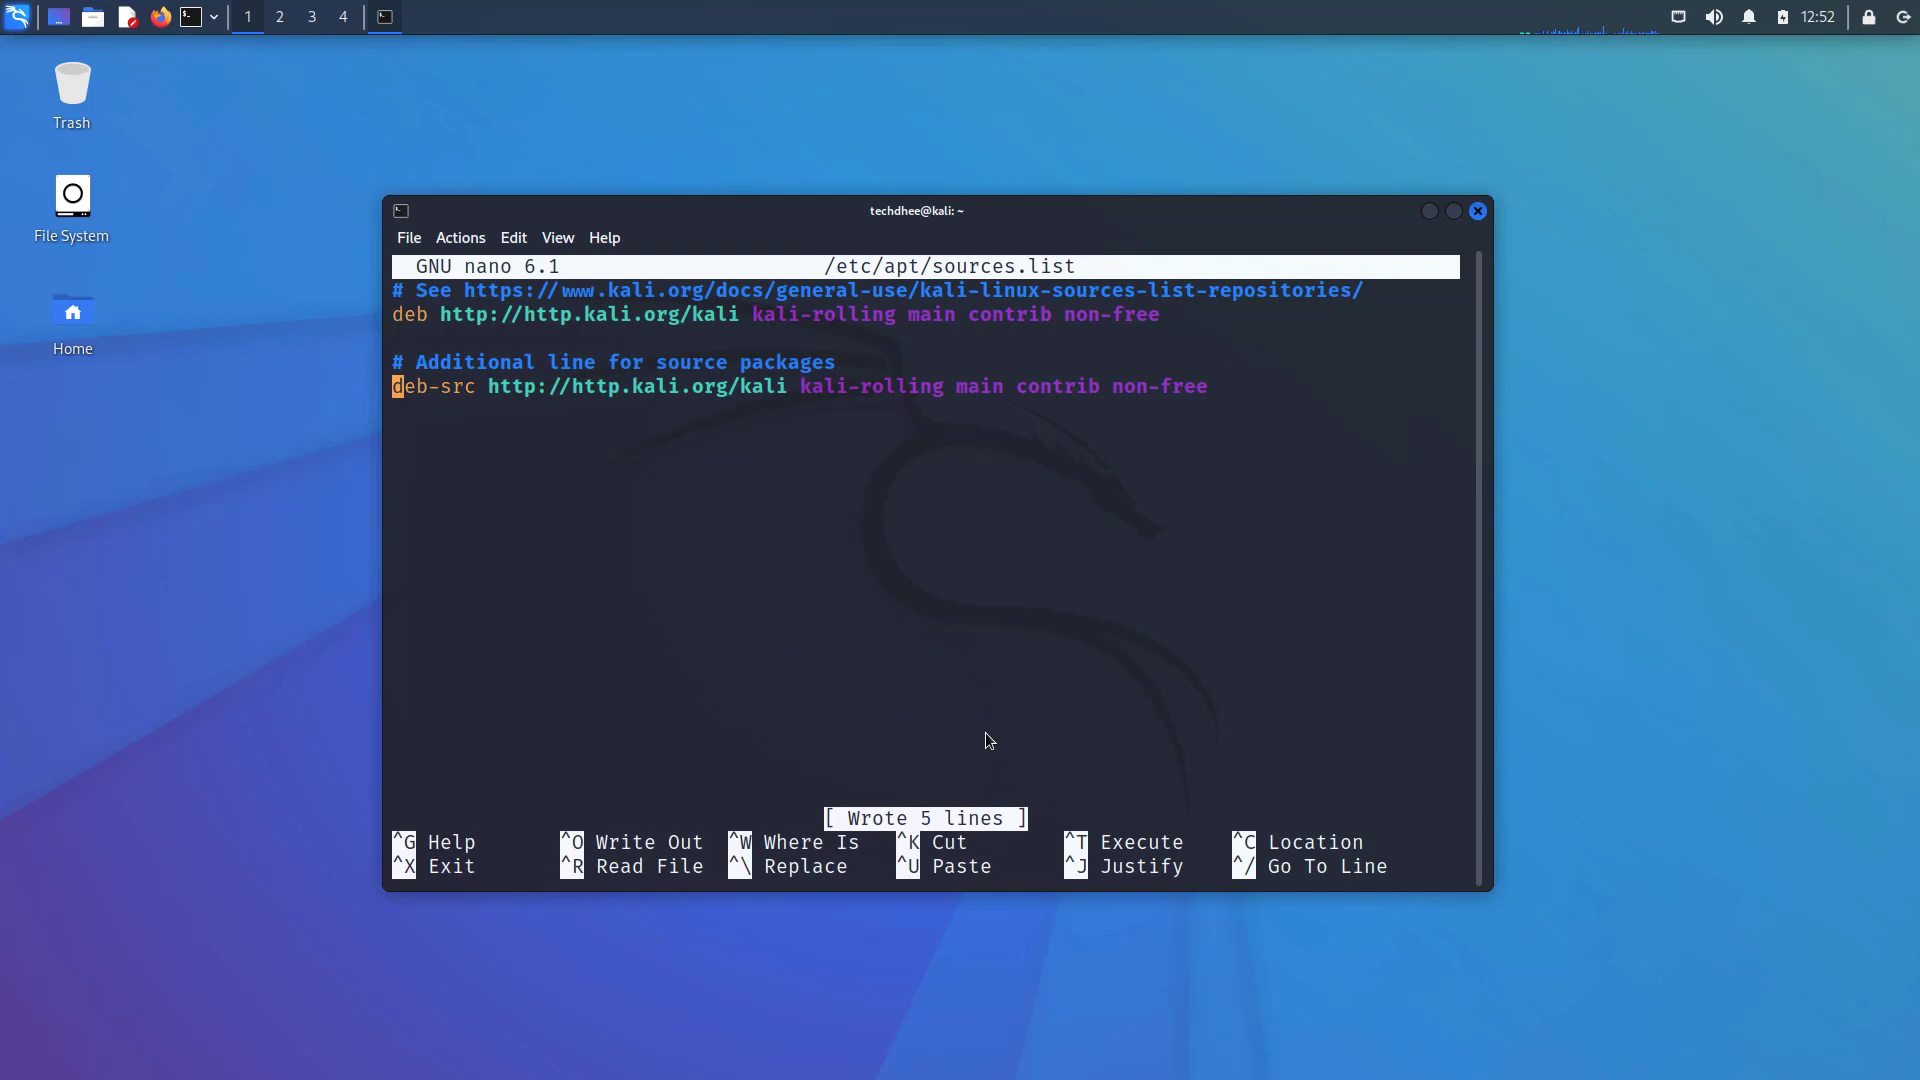 1 2 3 4 12:52
Trash
File System
Home
techdhee@kali: ~
File Actions Edit View Help
GNU nano 6.1 /etc/apt/sources.list
# See https://www.kali.org/docs/general-use/kali-linux-sources-list-repositories/
deb http://http.kali.org/kali kali-rolling main contrib non-free
# Additional line for source packages
deb-src http://http.kali.org/kali kali-rolling main contrib non-free
[ Wrote 5 lines ]
^G Help ^O Write Out ^W Where Is ^K Cut ^T Execute ^C Location
^X Exit ^R Read File ^\ Replace ^U Paste ^J Justify ^/ Go To Line